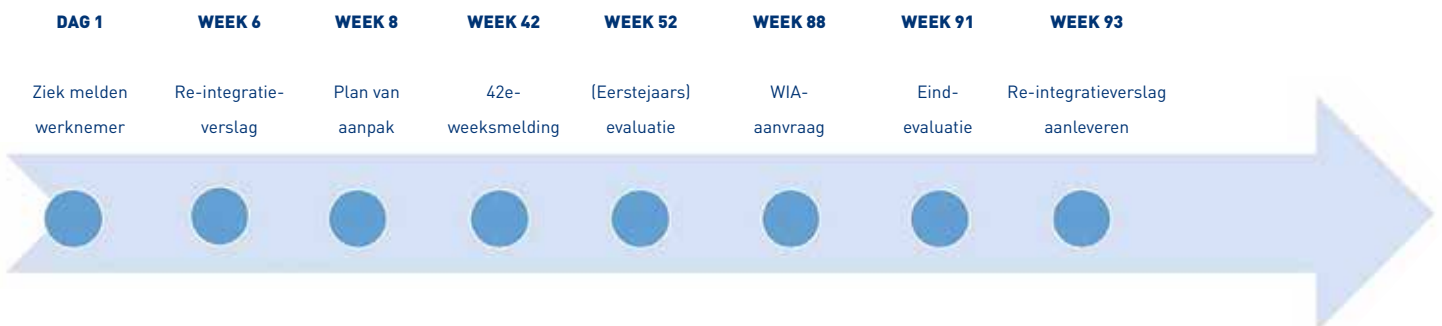 DAG 1
Ziek melden
werknemer
WEEK 6
Re-integratie-
verslag
WEEK 8
Plan van
aanpak
WEEK 42
42e-
weeksmelding
WEEK 52
(Eerstejaars)
evaluatie
WEEK 88
WIA-
aanvraag
WEEK 91
Eind-
evaluatie
WEEK 93
Re-integratieverslag
aanleveren